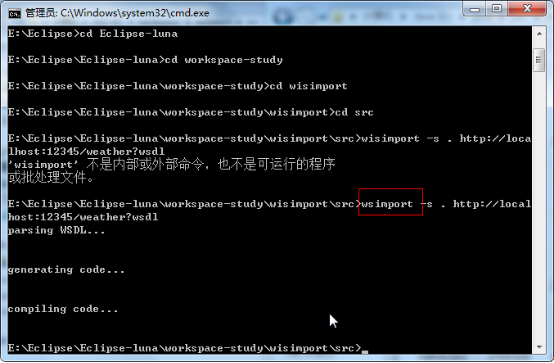 管理员: C:\Windows\system32\cmd.exe
E:\Eclipse>cd Eclipse-luna
E:\Eclipse\Eclipse-luna>cd workspace-study
E:\Eclipse\Eclipse-luna\workspace-study>cd wisimport
E:\Eclipse\Eclipse-luna\workspace-study\wisimport>cd src
E:\Eclipse\Eclipse-luna\workspace-study\wisimport\src>wisimport -s . http://loca
lhost:12345/weather?wsdl
'wisimport' 不是内部或外部命令，也不是可运行的程序
或批处理文件。
E:\Eclipse\Eclipse-luna\workspace-study\wisimport\src>wsimport -s . http://local
host:12345/weather?wsdl
parsing WSDL...
generating code...
compiling code...
E:\Eclipse\Eclipse-luna\workspace-study\wisimport\src>